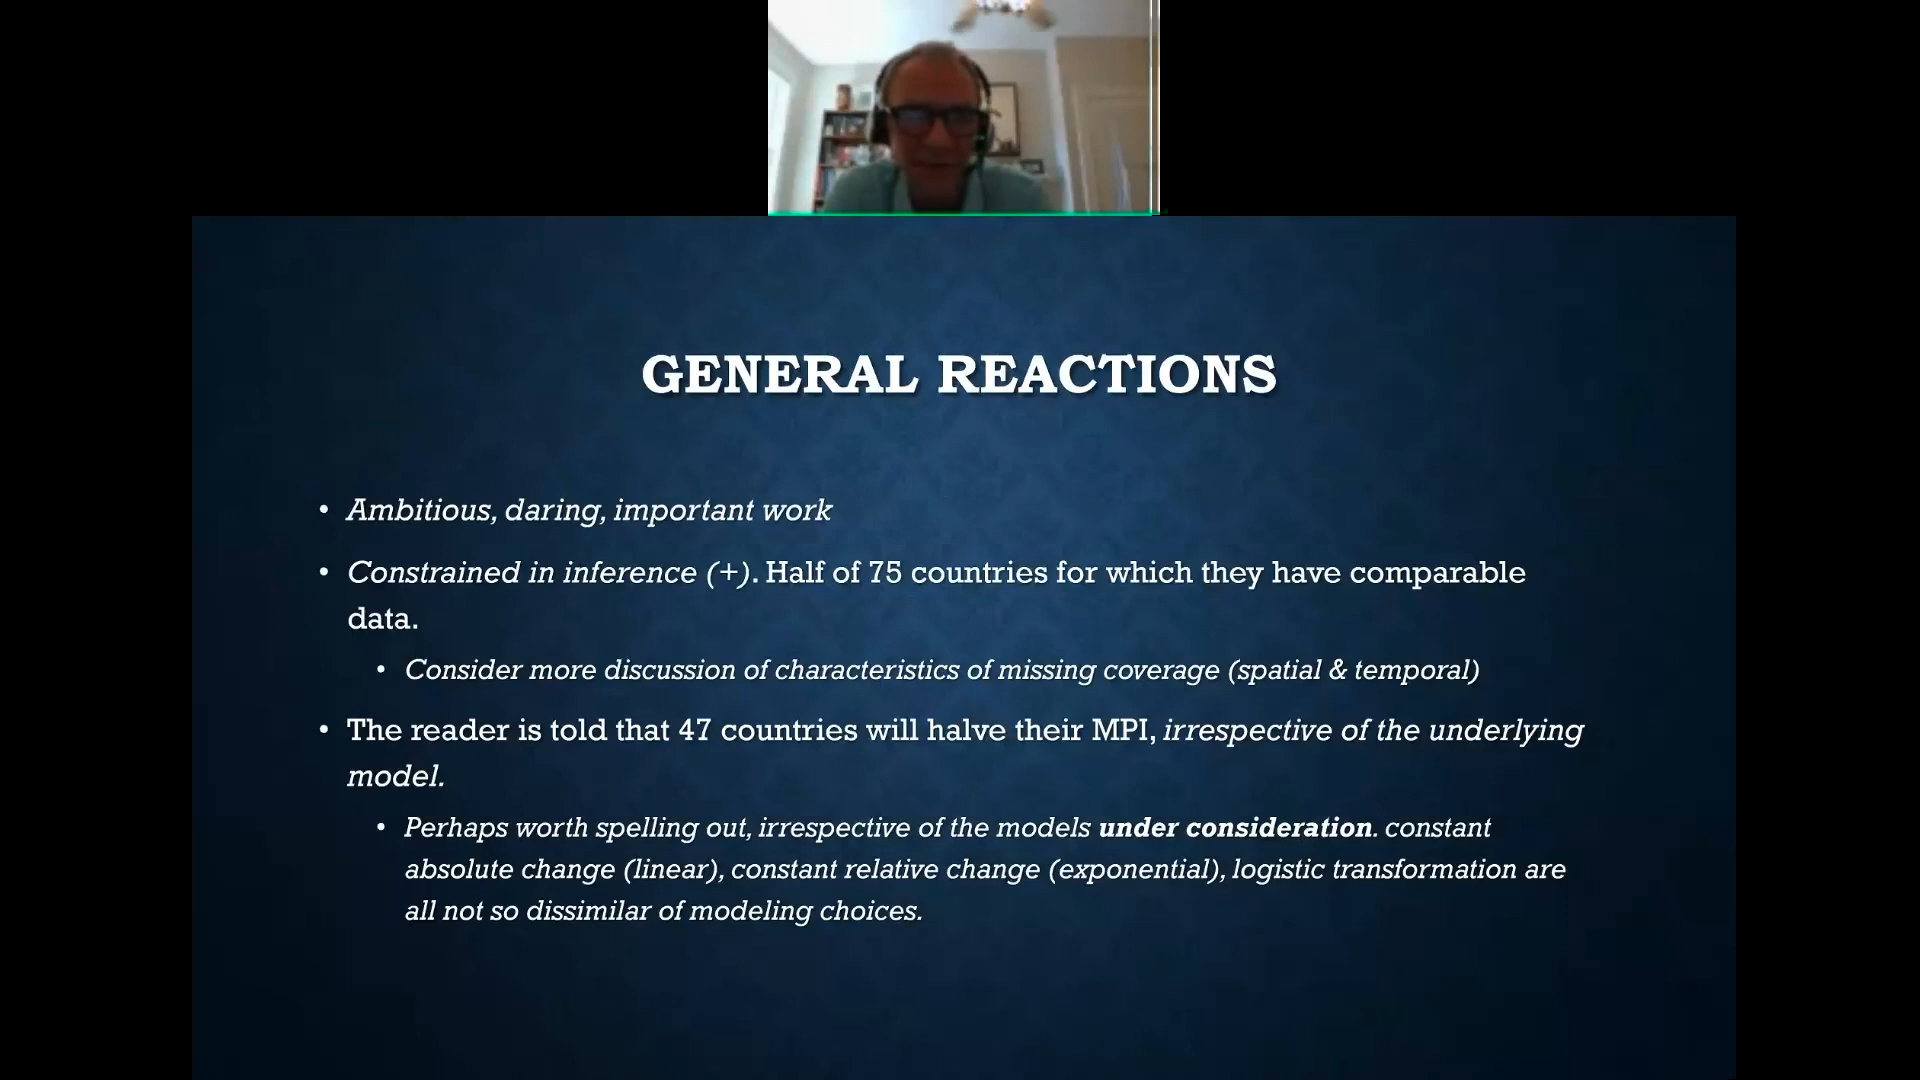 GENERAL REACTIONS
• Ambitious, daring, important work
• Constrained in inference (+). Half of 75 countries for which they have comparable
data.
• Consider more discussion of characteristics of missing coverage (spatial & temporal)
• The reader is told that 47 countries will halve their MPI, irrespective of the underlying
model.
• Perhaps worth spelling out, irrespective of the models under consideration. constant
absolute change (linear), constant relative change (exponential), logistic transformation are
all not so dissimilar of modeling choices.